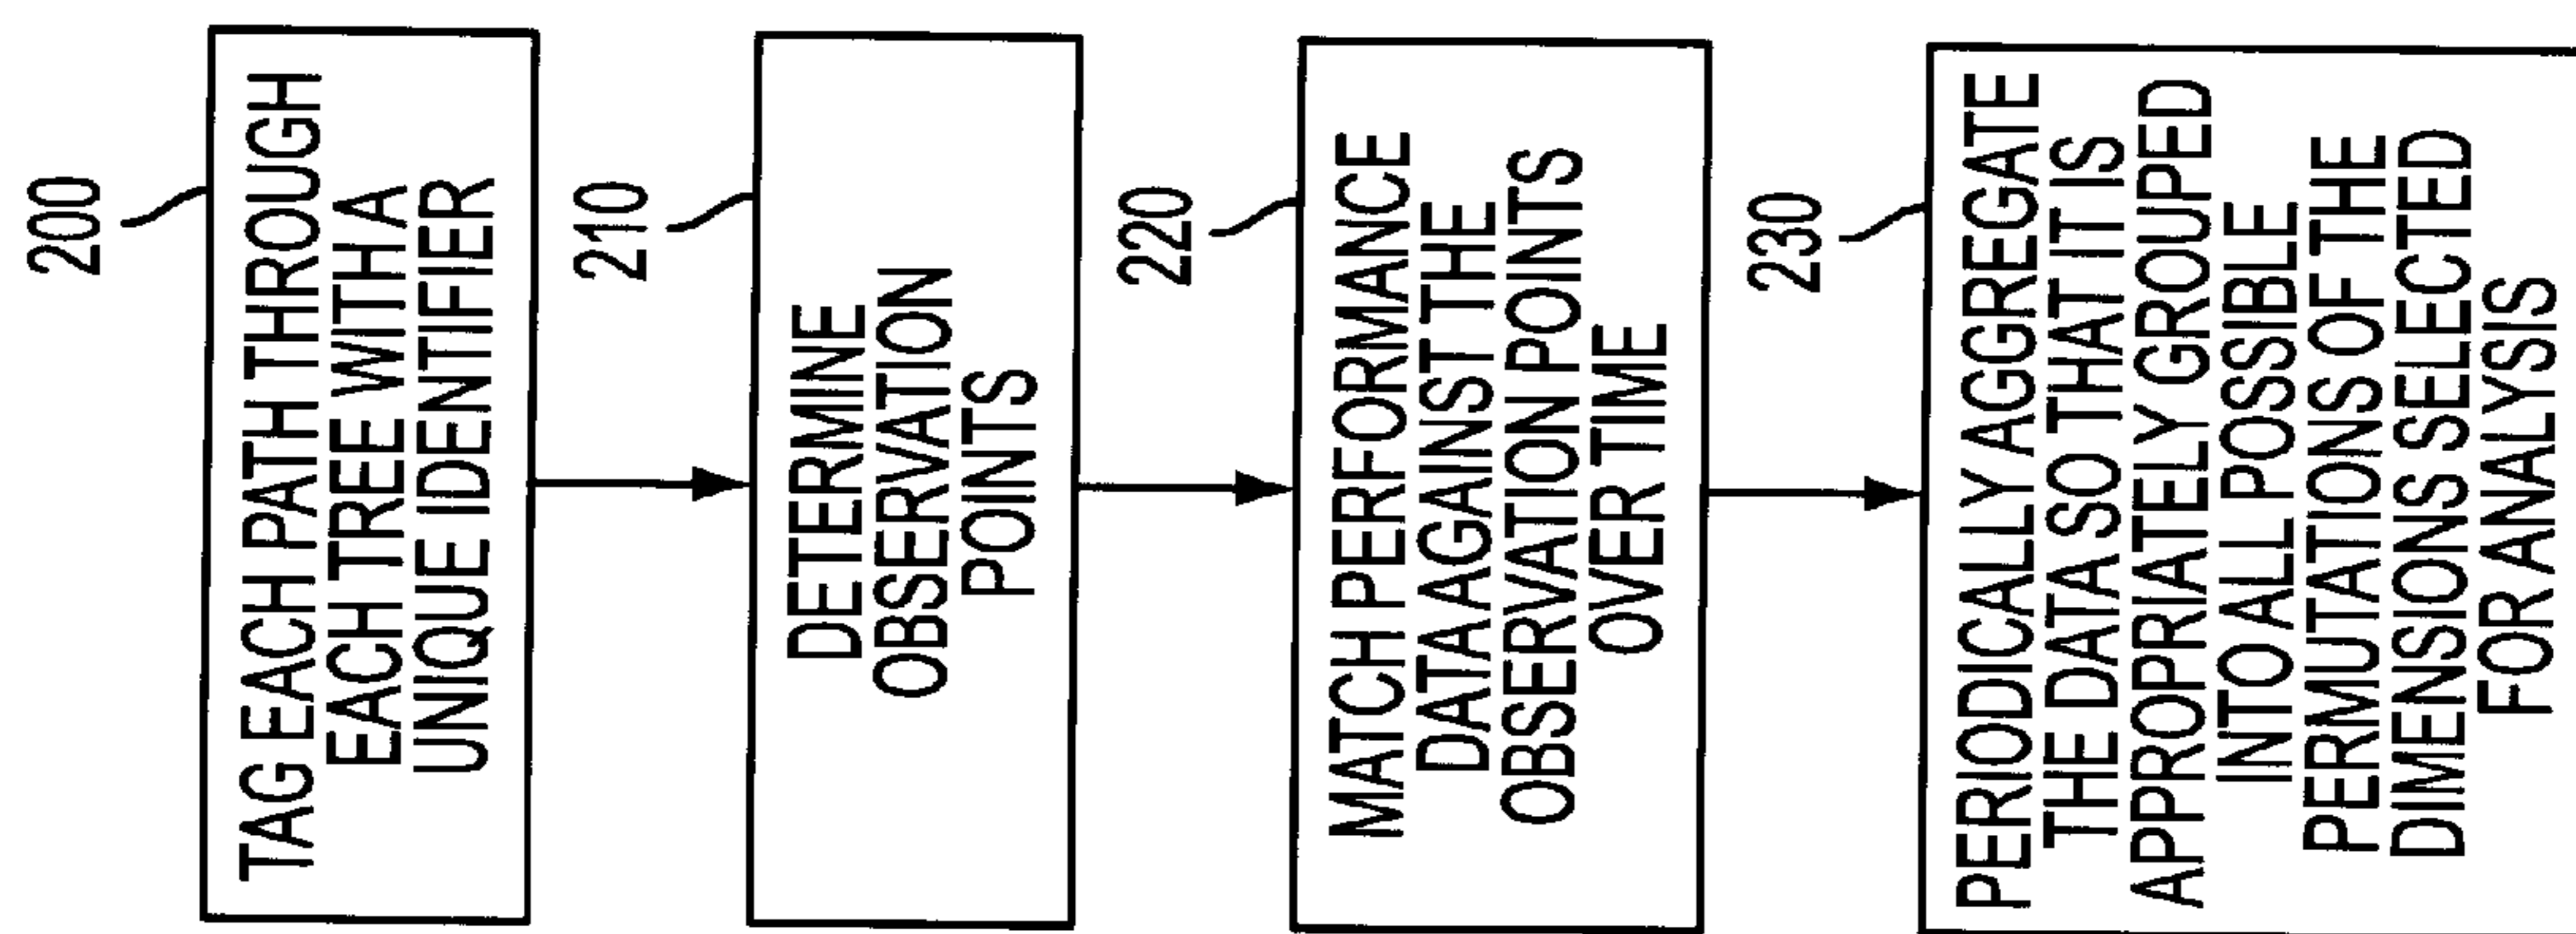 200
TAG EACH PATH THROUGH
EACH TREE WITH A
UNIQUE IDENTIFIER
210
DETERMINE
OBSERVATION
POINTS
220
MATCH PERFORMANCE
DATA AGAINST THE
OBSERVATION POINTS
OVER TIME
230
PERIODICALLY AGGREGATE
THE DATA SO THAT IT IS
APPROPRIATELY GROUPED
INTO ALL POSSIBLE
PERMUTATIONS OF THE
DIMENSIONS SELECTED
FOR ANALYSIS